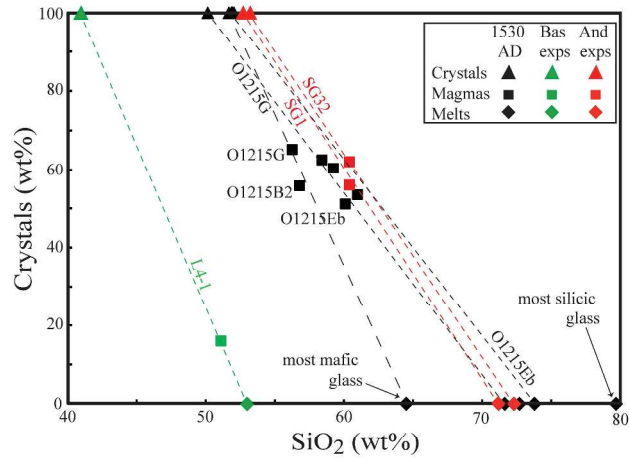 1530 Bas And
AD exps exps
Crystals
Magmas
Melts
100
80
60
40
20
0
Crystals (wt%)
O1215G
SG1
SG32
O1215G
O1215B2
O1215Eb
L4-1
most mafic
glass
O1215Eb
most silicic
glass
40 50 60 70 80
SiO2 (wt%)